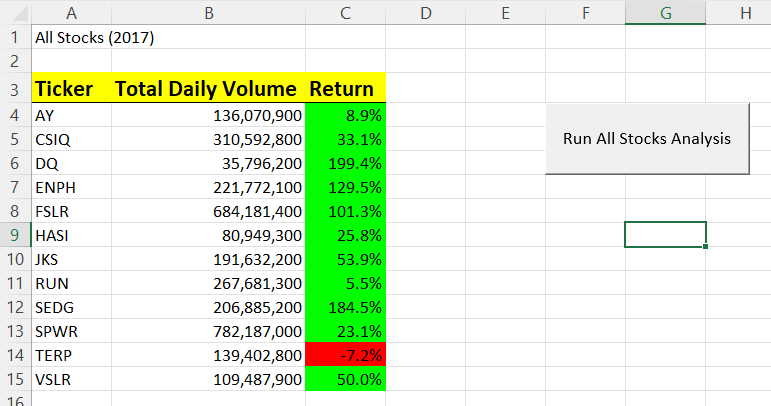 A B C D E F G H
1 All Stocks (2017)
2
3 Ticker Total Daily Volume Return
4 AY 136,070,900 8.9%
5 CSIQ 310,592,800 33.1% Run All Stocks Analysis
6 DQ 35,796,200 199.4%
7 ENPH 221,772,100 129.5%
8 FSLR 684,181,400 101.3%
9 HASI 80,949,300 25.8%
10 JKS 191,632,200 53.9%
11 RUN 267,681,300 5.5%
12 SEDG 206,885,200 184.5%
13 SPWR 782,187,000 23.1%
14 TERP 139,402,800 -7.2%
15 VSLR 109,487,900 50.0%
16